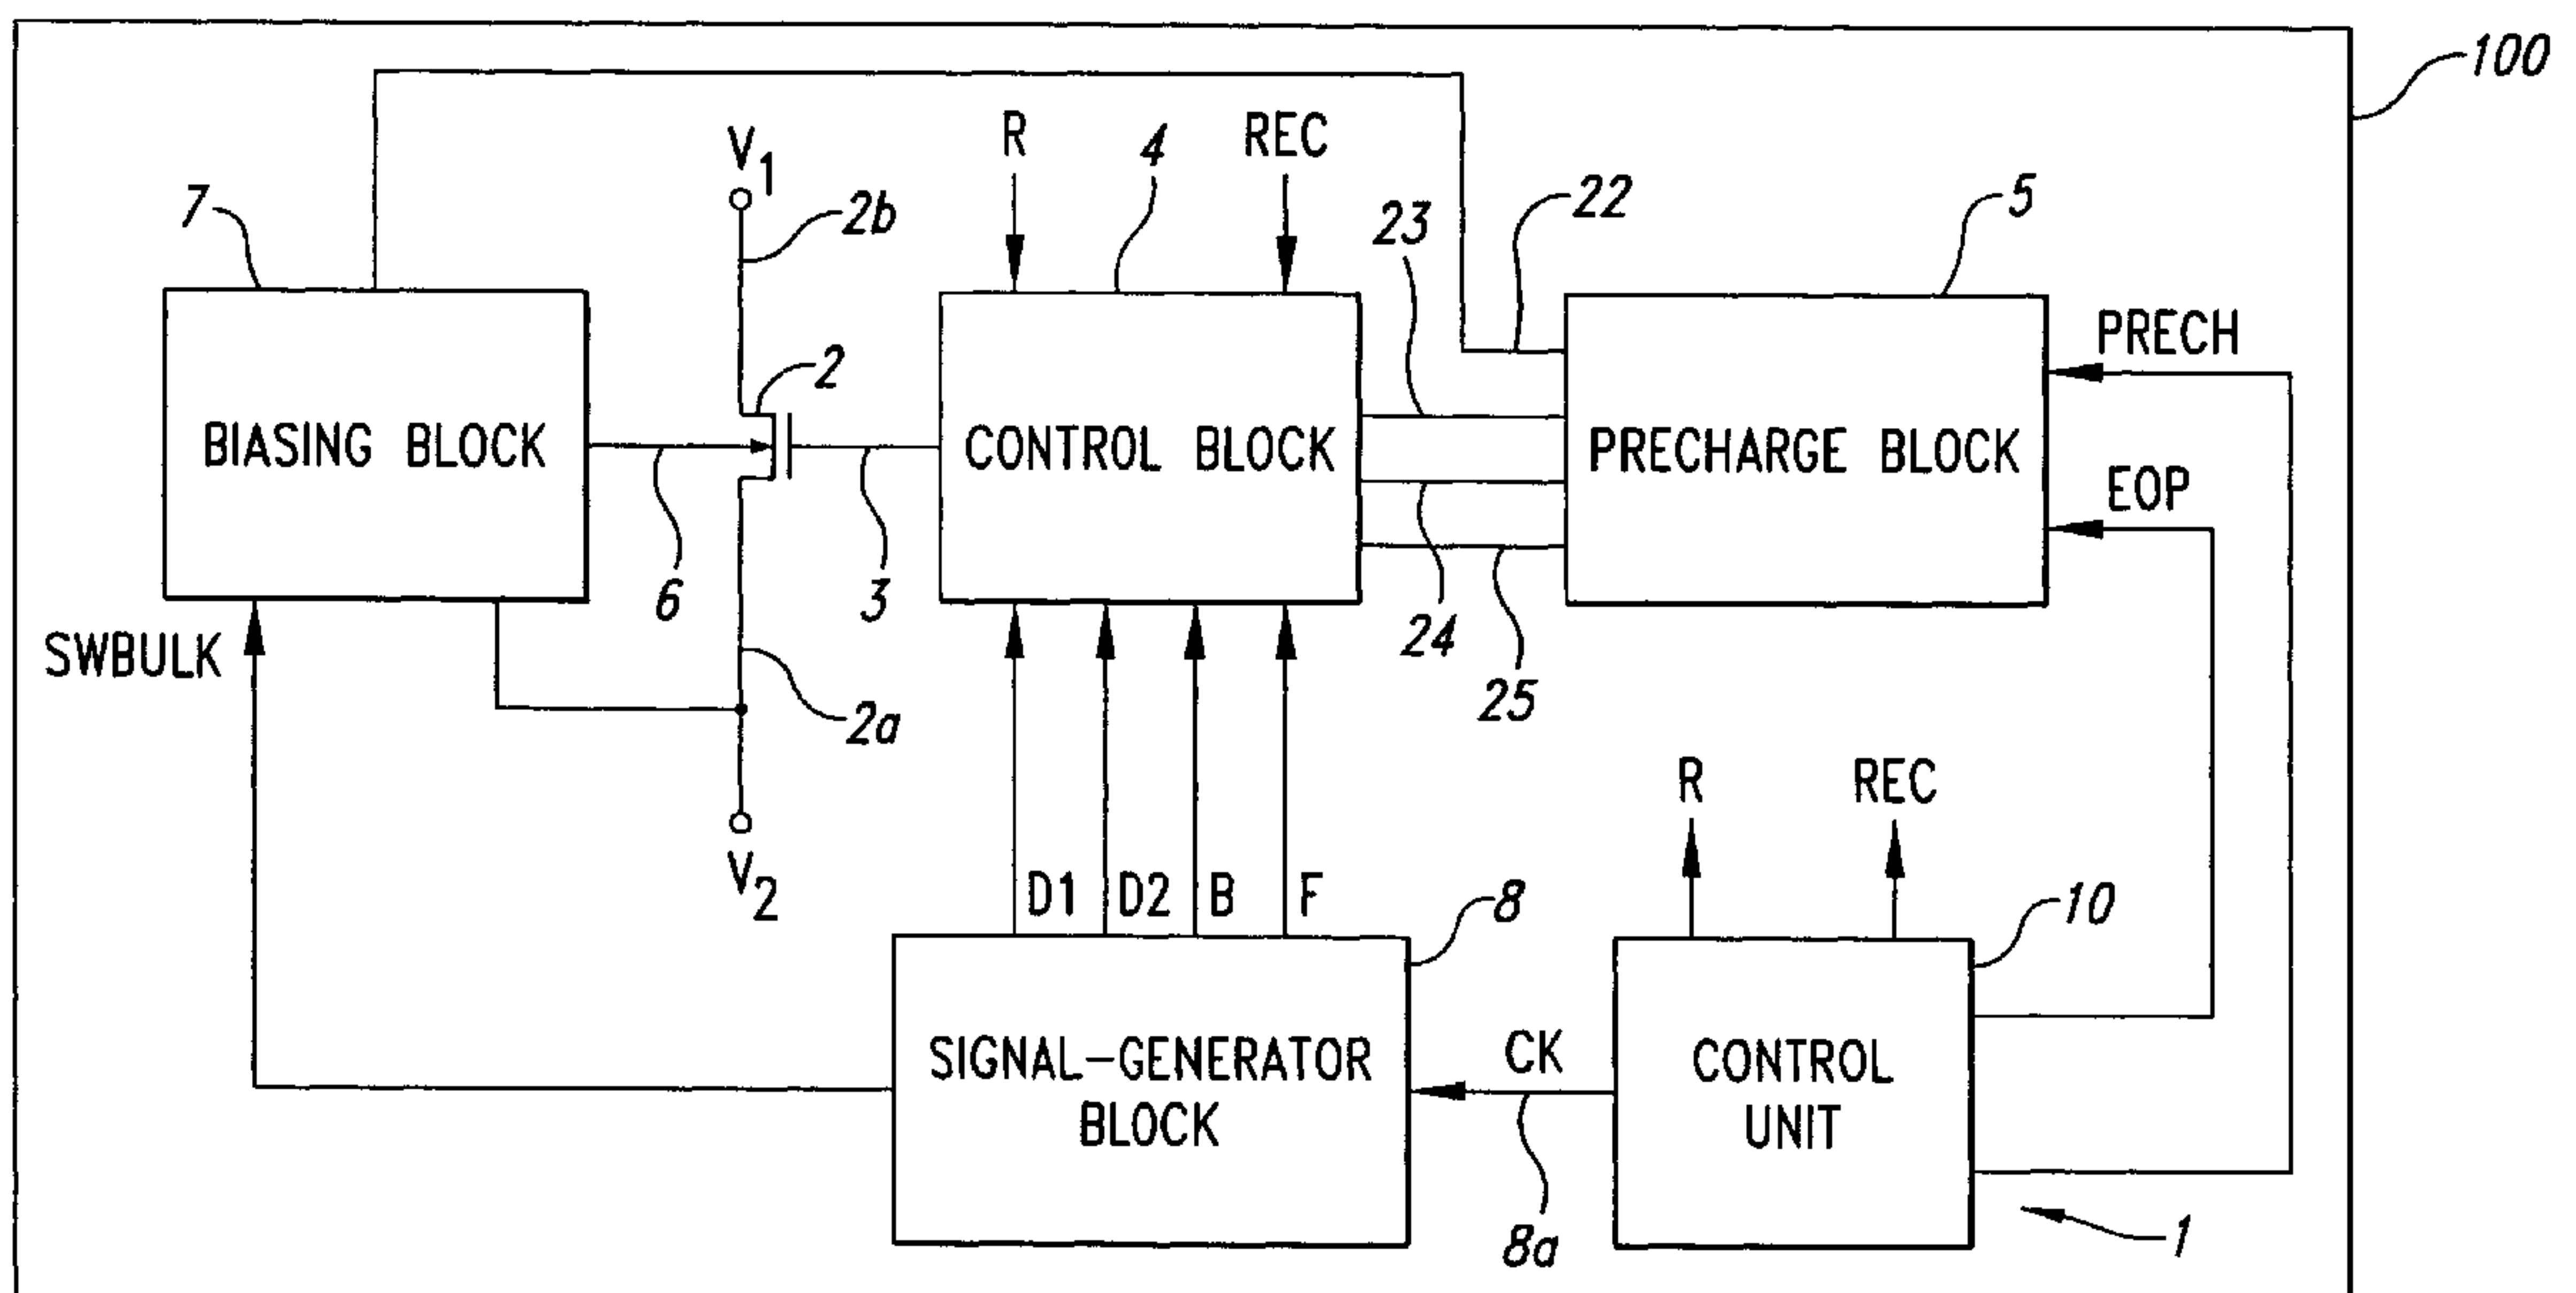 100
V1
R
4
REC
7
2b
23
22
5
PRECH
2
BIASING BLOCK
CONTROL BLOCK
PRECHARGE BLOCK
EOP
6
3
SWBULK
24
2a
25
R
REC
V2
D1
D2
B
F
8
10
SIGNAL-GENERATOR
BLOCK
CK
CONTROL
UNIT
8a
1